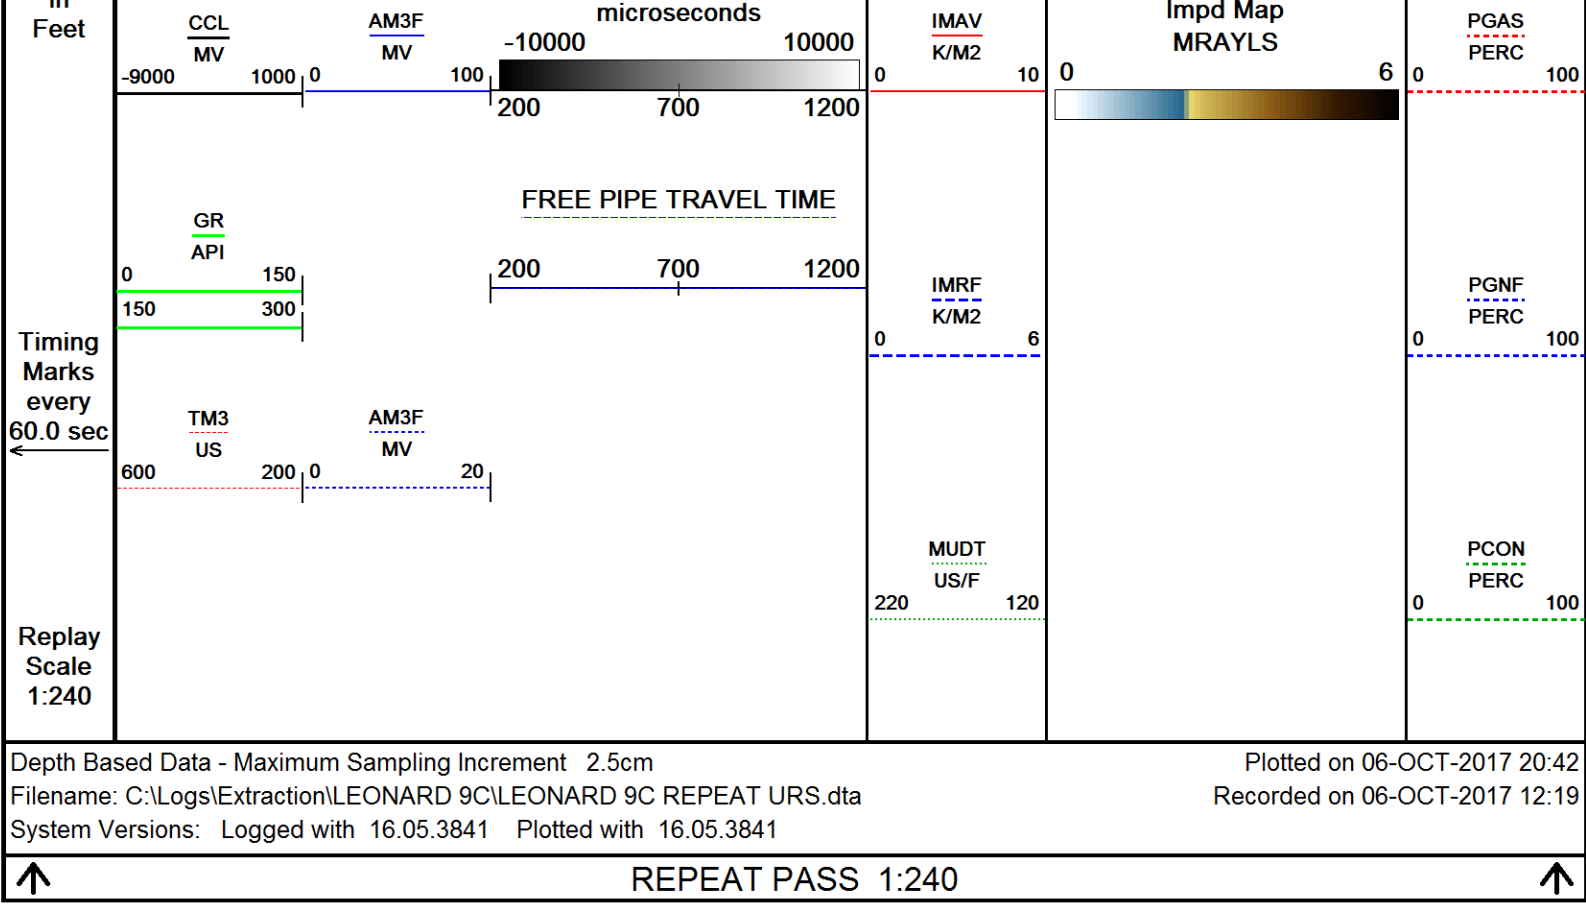 in
Feet
CCL
MV
-9000 1000
AM3F
MV
0 100
microseconds
-10000 10000
200 700 1200
IMAV
K/M2
0 10
Impd Map
MRAYLS
0 6
PGAS
PERC
0 100
GR
API
0 150
150 300
FREE PIPE TRAVEL TIME
200 700 1200
IMRF
K/M2
0 6
PGNF
PERC
0 100
Timing
Marks
every
60.0 sec
TM3
US
600 200
AM3F
MV
0 20
MUDT
US/F
220 120
PCON
PERC
0 100
Replay
Scale
1:240
Depth Based Data - Maximum Sampling Increment 2.5cm
Plotted on 06-OCT-2017 20:42
Filename: C:\Logs\Extraction\LEONARD 9C\LEONARD 9C REPEAT URS.dta
Recorded on 06-OCT-2017 12:19
System Versions: Logged with 16.05.3841 Plotted with 16.05.3841
REPEAT PASS 1:240